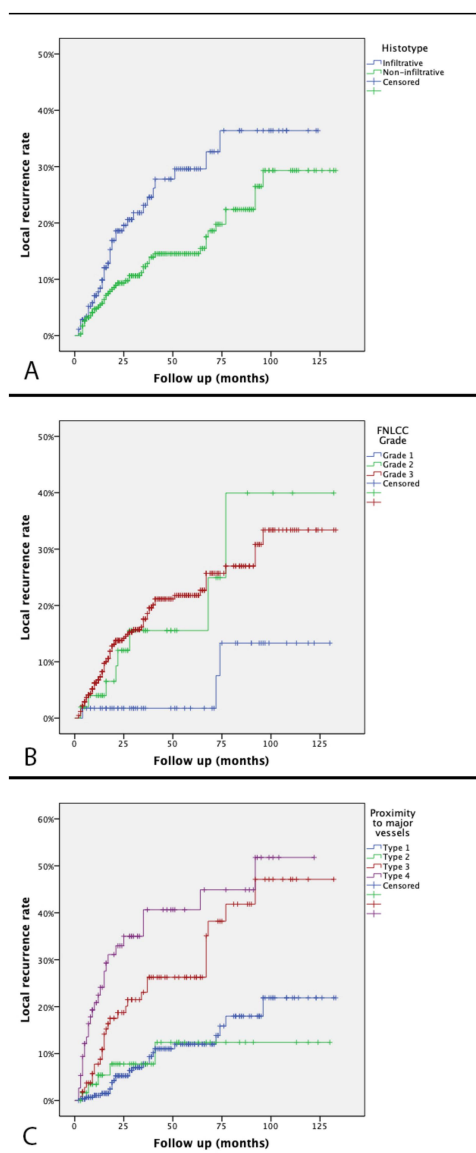 Histotype
Infiltrative
Non-infiltrative
Censored
50%
40%
30%
20%
10%
0%
Local recurrence rate
0 25 50 75 100 125
Follow up (months)
A
FNLCC
Grade
Grade 1
Grade 2
Grade 3
Censored
50%
40%
30%
20%
10%
0%
Local recurrence rate
0 25 50 75 100 125
Follow up (months)
B
Proximity
to major
vessels
Type 1
Type 2
Type 3
Type 4
Censored
60%
50%
40%
30%
20%
10%
0%
Local recurrence rate
0 25 50 75 100 125
Follow up (months)
C